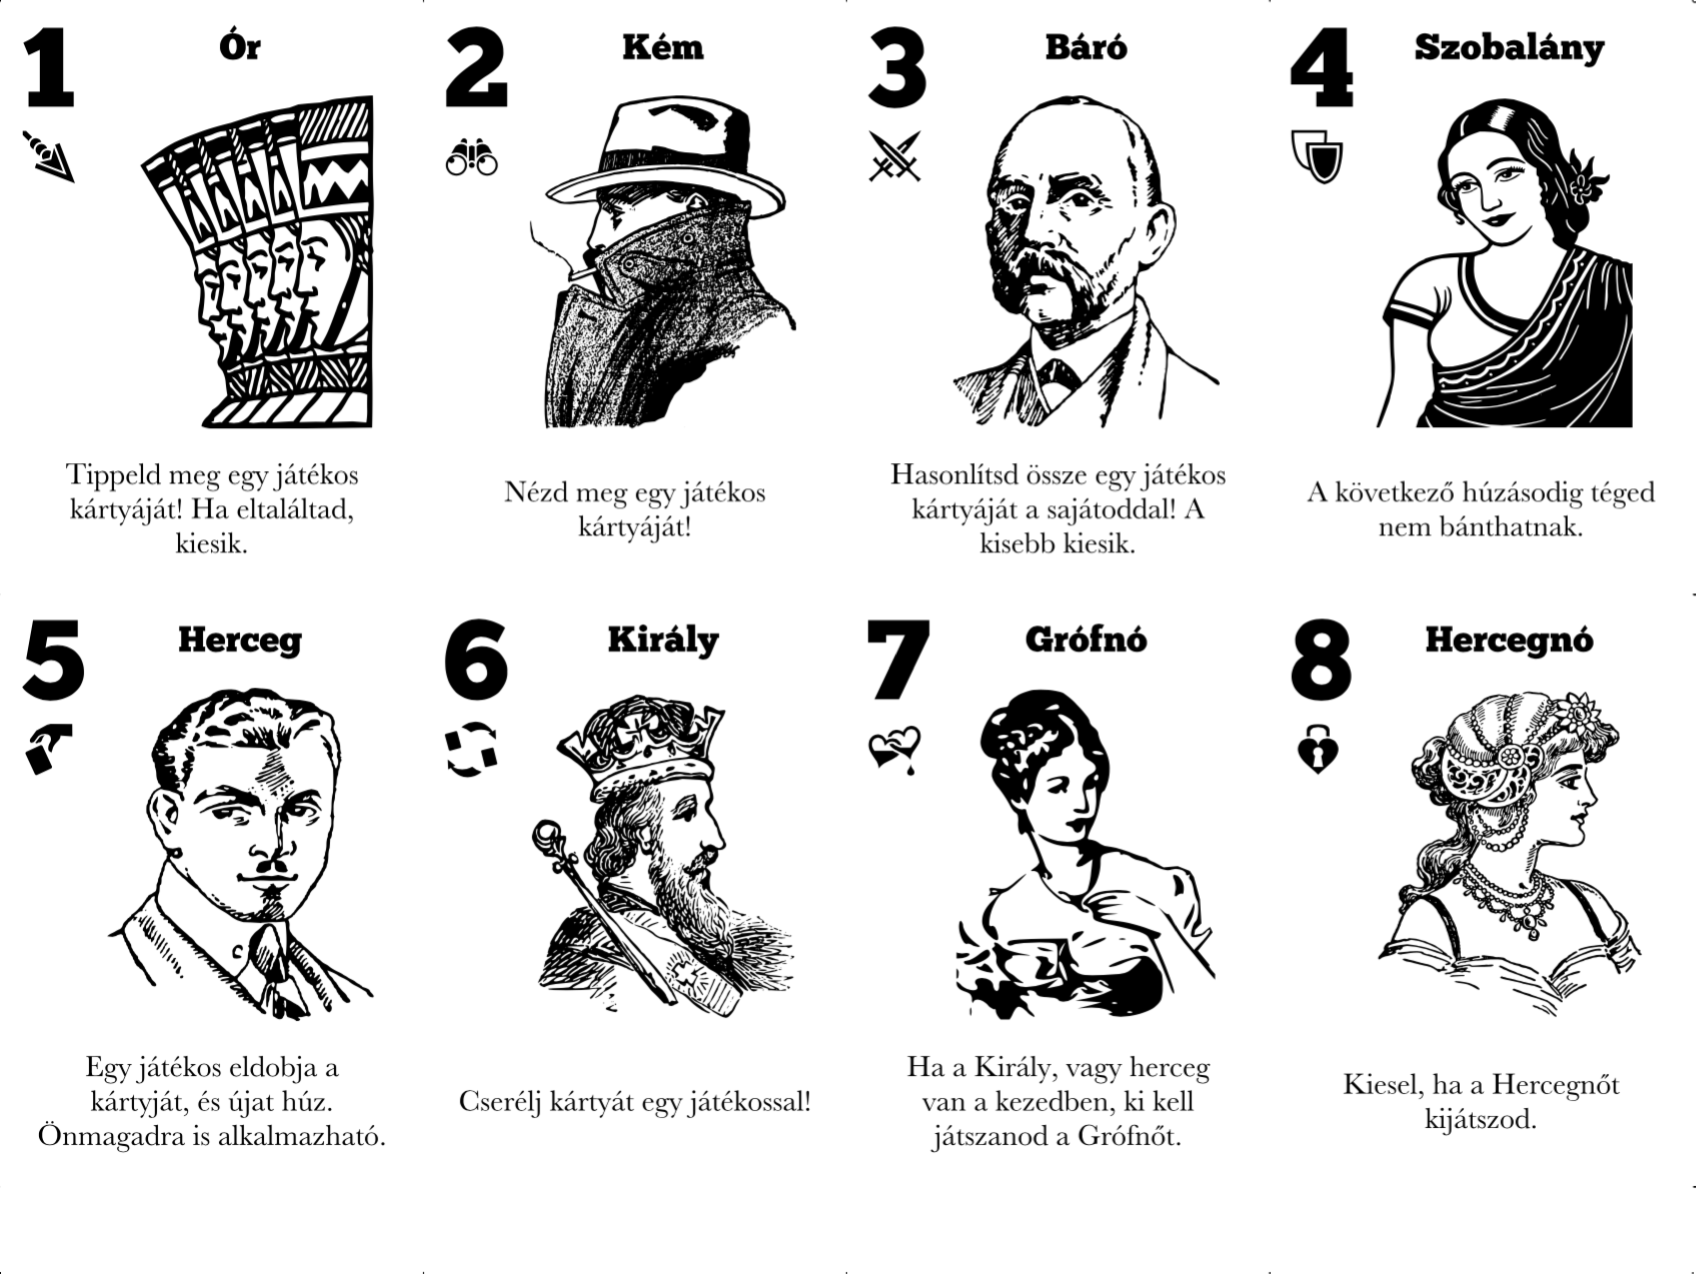 1
Ór
Tippeld meg egy játékos
kártyáját! Ha eltaláltad,
kiesik.
2
Kém
Nézd meg egy játékos
kártyáját!
3
Báró
Hasonlítsd össze egy játékos
kártyáját a sajátoddal! A
kisebb kiesik.
4
Szobalány
A következő húzásodig téged
nem bánthatnak.
5
Herceg
Egy játékos eldobja a
kártyját, és újat húz.
Önmagadra is alkalmazható.
6
Király
Cserélj kártyát egy játékossal!
7
Grófnó
Ha a Király, vagy herceg
van a kezedben, ki kell
játszanod a Grófnőt.
8
Hercegnó
Kiesel, ha a Hercegnőt
kijátszod.